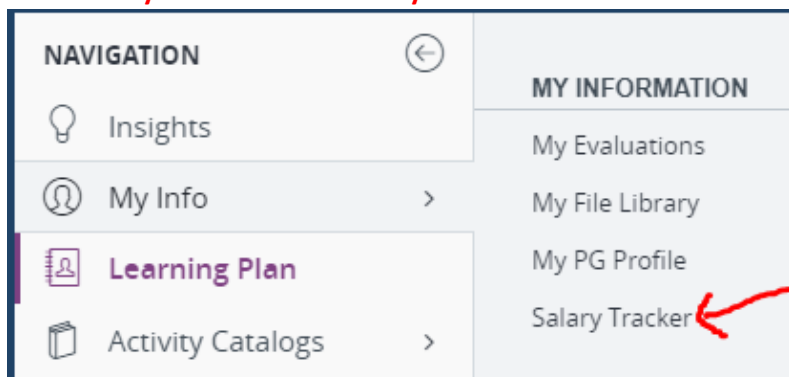 NAVIGATION
Insights
My Info
Learning Plan
Activity Catalogs
MY INFORMATION
My Evaluations
My File Library
My PG Profile
Salary Tracker